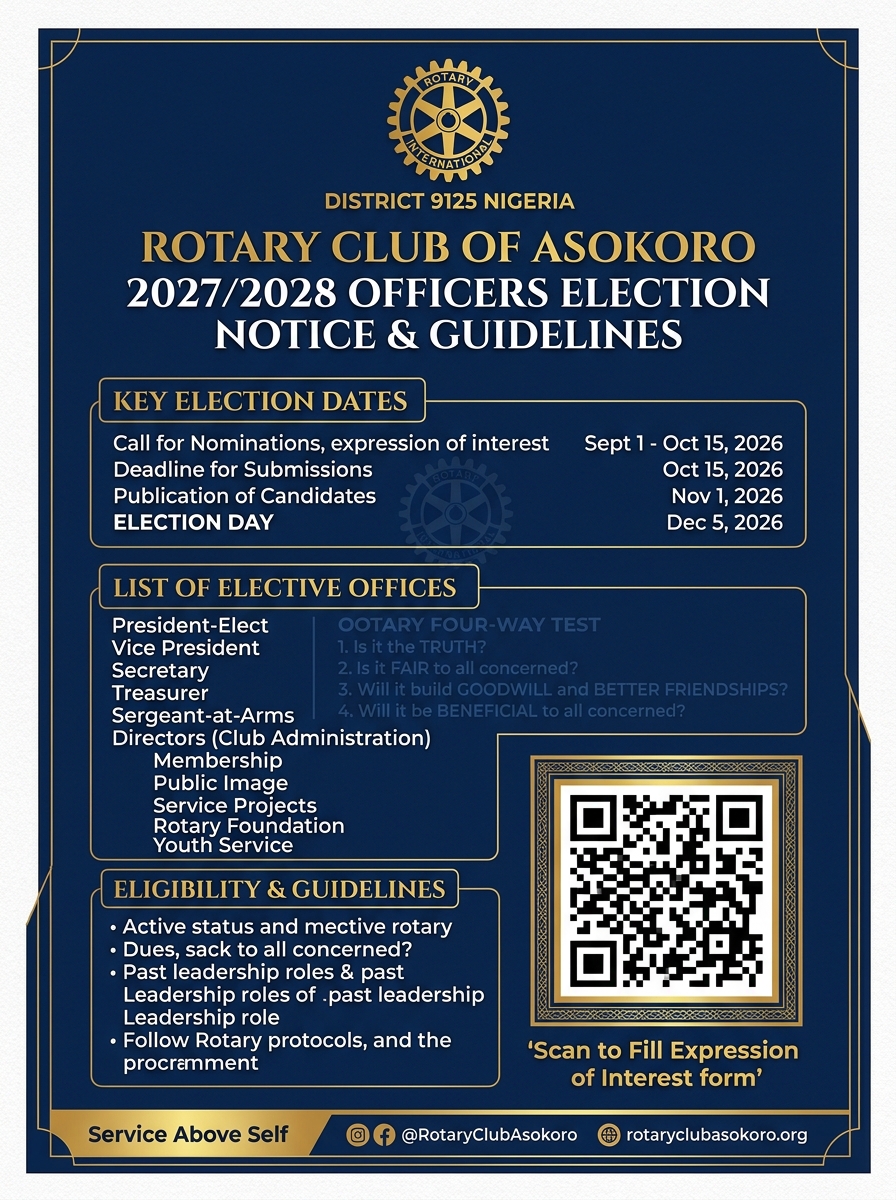 ROTARY
INTERNATIONAL
DISTRICT 9125 NIGERIA
ROTARY CLUB OF ASOKORO
2027/2028 OFFICERS ELECTION
NOTICE & GUIDELINES
KEY ELECTION DATES
Call for Nominations, expression of interest Sept 1 - Oct 15, 2026
Deadline for Submissions Oct 15, 2026
Publication of Candidates Nov 1, 2026
ELECTION DAY Dec 5, 2026
LIST OF ELECTIVE OFFICES
President-Elect
Vice President
Secretary
Treasurer
Sergeant-at-Arms
Directors (Club Administration)
Membership
Public Image
Service Projects
Rotary Foundation
Youth Service
OOTARY FOUR-WAY TEST
1. Is it the TRUTH?
2. Is it FAIR to all concerned?
3. Will it build GOODWILL and BETTER FRIENDSHIPS?
4. Will it be BENEFICIAL to all concerned?
ELIGIBILITY & GUIDELINES
• Active status and mective rotary
• Dues, sack to all concerned?
• Past leadership roles & past
Leadership roles of .past leadership
Leadership role
• Follow Rotary protocols, and the
‘Scan to Fill Expression
of Interest form’
Service Above Self
@RotaryClubAsokoro
rotaryclubasokoro.org